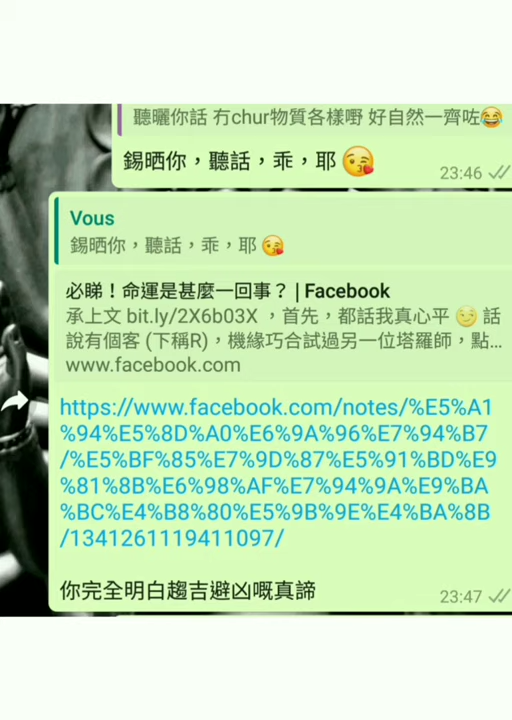 聽曬你話 冇chur物質各樣嘢 好自然一齊咗😂
錫晒你，聽話，乖，耶 😘
23:46
Vous
錫晒你，聽話，乖，耶 😘
必睇！命運是甚麼一回事？ | Facebook
承上文 bit.ly/2X6b03X ，首先，都話我真心平 😏 話
說有個客 (下稱R)，機緣巧合試過另一位塔羅師，點...
www.facebook.com
https://www.facebook.com/notes/%E5%A1
%94%E5%8D%A0%E6%9A%96%E7%94%B7
/%E5%BF%85%E7%9D%87%E5%91%BD%E9
%81%8B%E6%98%AF%E7%94%9A%E9%BA
%BC%E4%B8%80%E5%9B%9E%E4%BA%8B
/1341261119411097/
你完全明白趨吉避凶嘅真諦
23:47